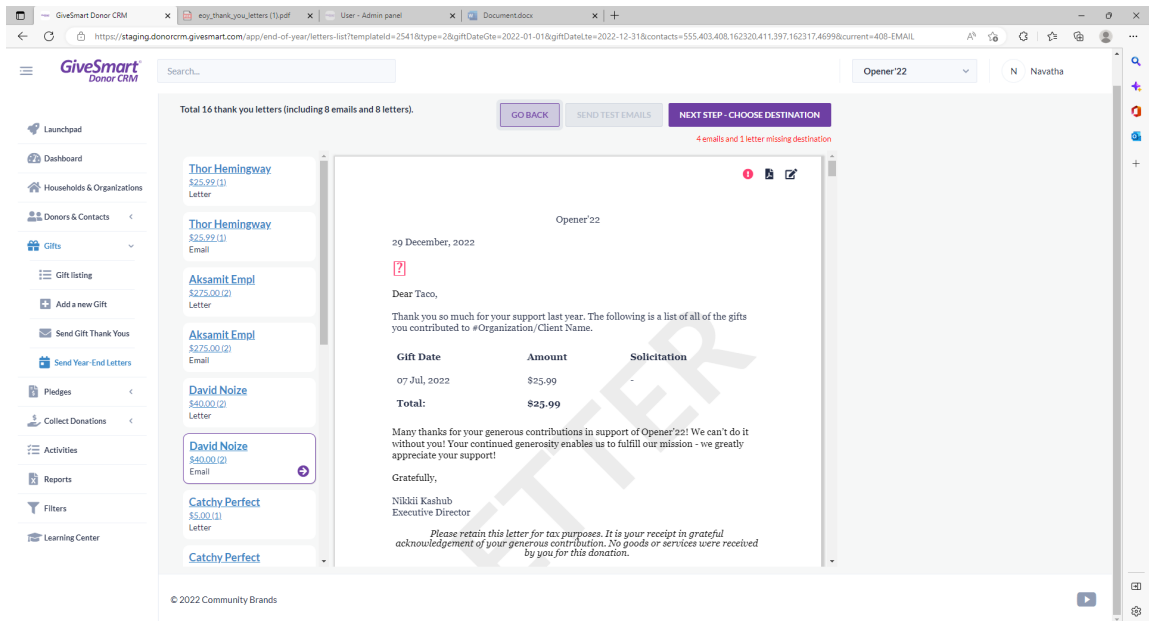 GiveSmart Donor CRM
eoy_thank_you_letters (1).pdf
User - Admin panel
Document.docx
https://staging.donorcrm.givesmart.com/app/end-of-year/letters-list?templateId=2541&type=2&giftDateGte=2022-01-01&giftDateLte=2022-12-31&contacts=555,403,408,162320,411,397,162317,4699&current=408-EMAIL
GiveSmart
Donor CRM
Search...
Opener'22
N Navatha
Launchpad
Dashboard
Households & Organizations
Donors & Contacts
Gifts
Gift listing
Add a new Gift
Send Gift Thank Yous
Send Year-End Letters
Pledges
Collect Donations
Activities
Reports
Filters
Learning Center
Total 16 thank you letters (including 8 emails and 8 letters).
GO BACK
SEND TEST EMAILS
NEXT STEP - CHOOSE DESTINATION
4 emails and 1 letter missing destination
Thor Hemingway
$25.99 (1)
Letter
Thor Hemingway
$25.99 (1)
Email
Aksamit Empl
$275.00 (2)
Letter
Aksamit Empl
$275.00 (2)
Email
David Noize
$40.00 (2)
Letter
David Noize
$40.00 (2)
Email
Catchy Perfect
$5.00 (1)
Letter
Catchy Perfect
Opener'22
29 December, 2022
?
Dear Taco,
Thank you so much for your support last year. The following is a list of all of the gifts
you contributed to #Organization/Client Name.
Gift Date Amount Solicitation
07 Jul, 2022 $25.99 -
Total: $25.99
Many thanks for your generous contributions in support of Opener'22! We can't do it
without you! Your continued generosity enables us to fulfill our mission - we greatly
appreciate your support!
Gratefully,
Nikkii Kashub
Executive Director
Please retain this letter for tax purposes. It is your receipt in grateful
acknowledgement of your generous contribution. No goods or services were received
by you for this donation.
ETTER
© 2022 Community Brands